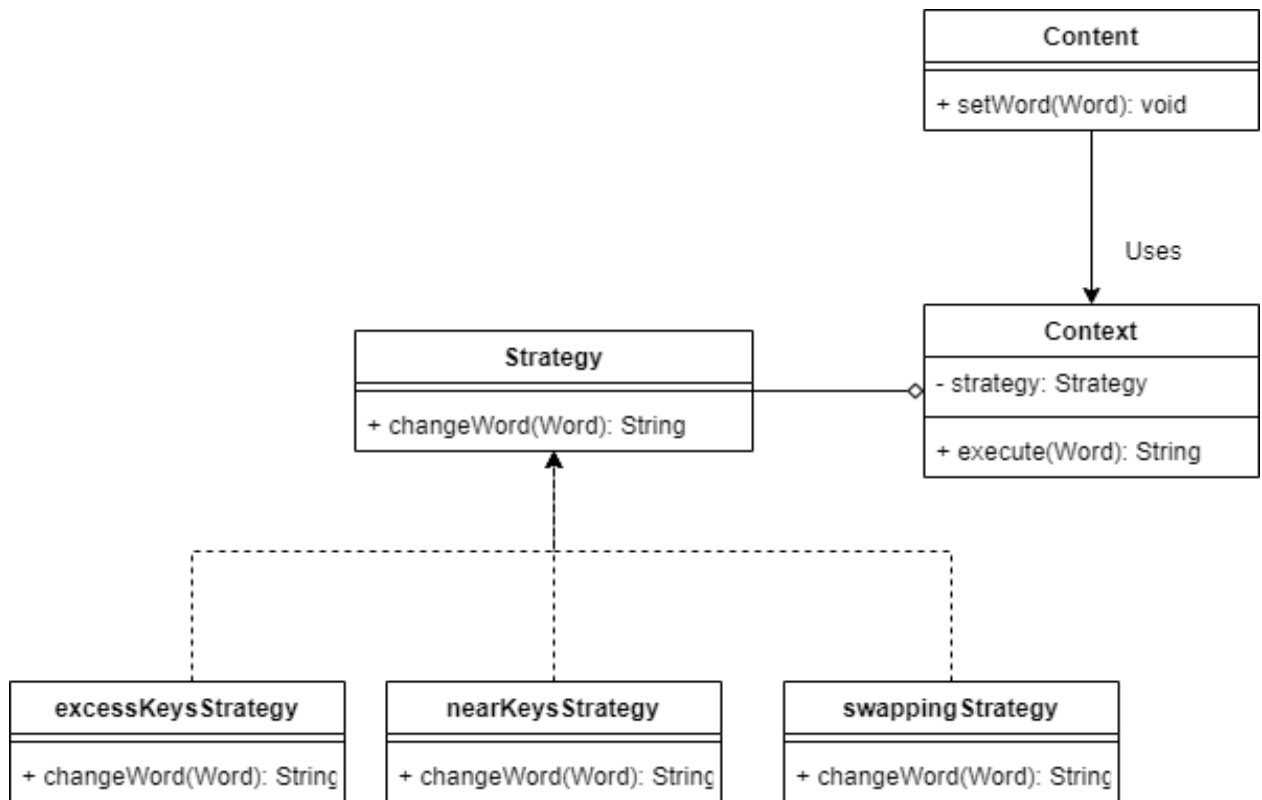 Content
+ setWord(Word): void
Uses
Context
- strategy: Strategy
+ execute(Word): String
Strategy
+ changeWord(Word): String
excessKeysStrategy
+ changeWord(Word): String
nearKeysStrategy
+ changeWord(Word): String
swappingStrategy
+ changeWord(Word): String